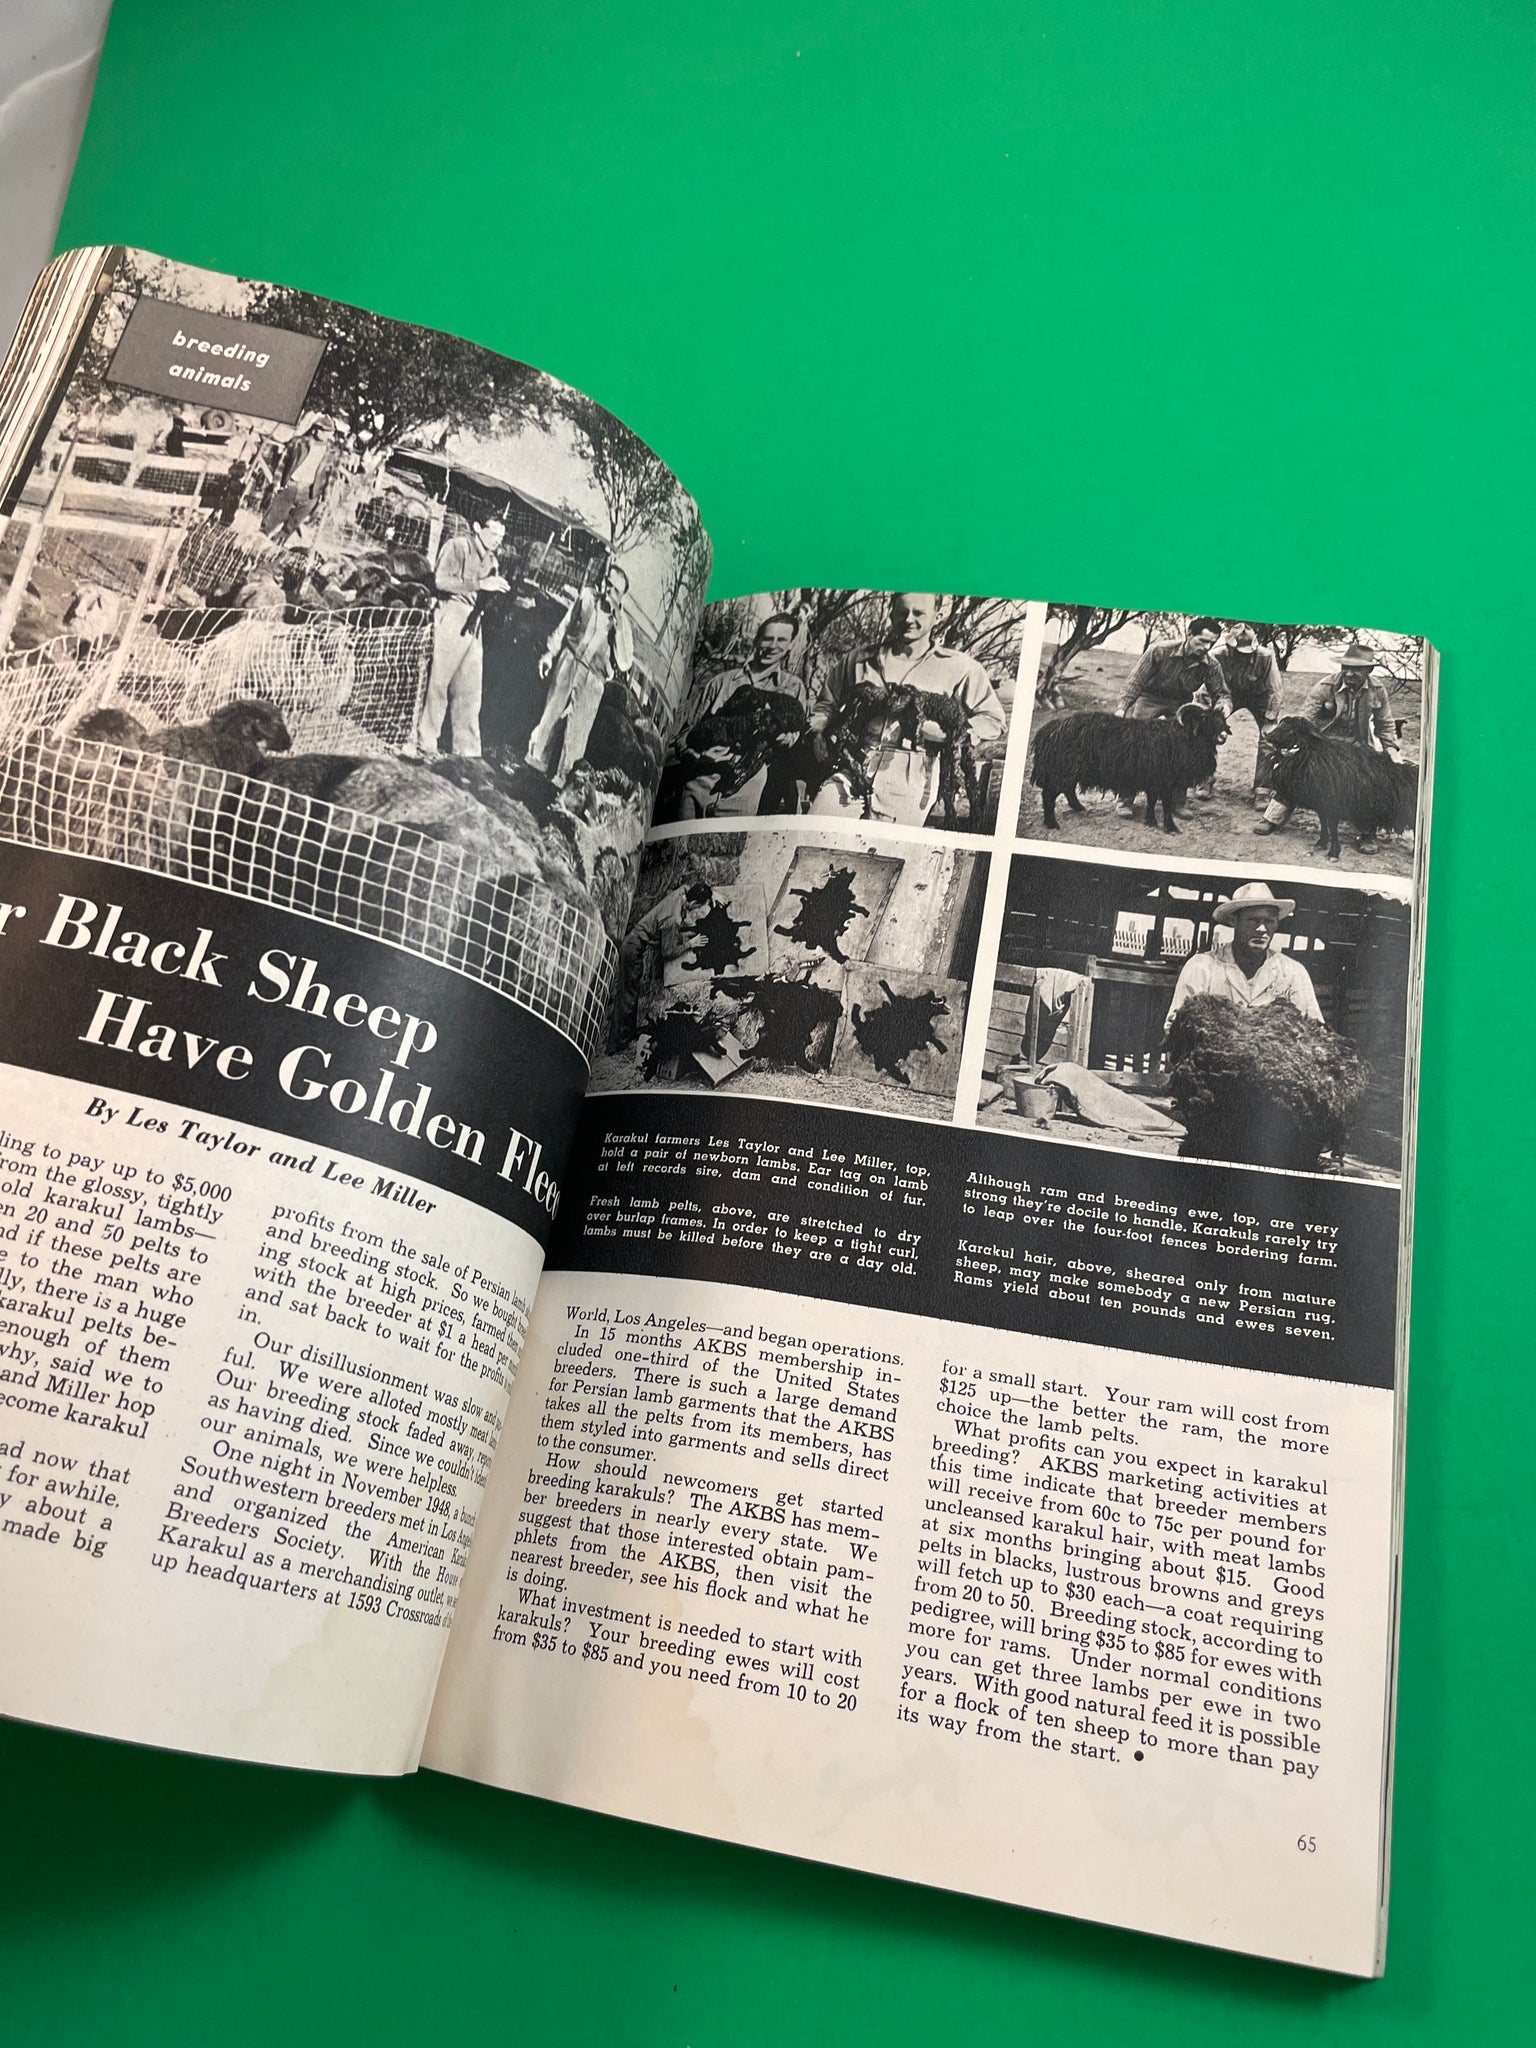 breeding
animals
Black Sheep
Have Golden
By Les Taylor and Lee Miller
to pay up to $5,000
from the glossy, tightly
old karakul lambs—
20 and 50 pelts to
if these pelts are
to the man who
there is a huge
karakul pelts be-
enough of them
why, said we to
and Miller hop
become karakul
now that
for awhile.
about a
made big
profits from the sale of Persian lamb
and breeding stock. So we bought
ing stock at high prices, farmed them
with the breeder at $1 a head per
and sat back to wait for the profits
in.
Our disillusionment was slow and
ful. We were alloted mostly meat
Our breeding stock faded away,
as having died. Since we couldn't
our animals, we were helpless.
One night in November 1948, a
Southwestern breeders met in Los
and organized the American
Breeders Society. With the House
Karakul as a merchandising outlet,
up headquarters at 1593 Crossroads of the
Karakul farmers Les Taylor and Lee Miller, top,
hold a pair of newborn lambs. Ear tag on lamb
at left records sire, dam and condition of fur.
Fresh lamb pelts, above, are stretched to dry
over burlap frames. In order to keep a tight curl,
lambs must be killed before they are a day old.
Although ram and breeding ewe, top, are very
strong they're docile to handle. Karakuls rarely try
to leap over the four-foot fences bordering farm.
Karakul hair, above, sheared only from mature
sheep, may make somebody a new Persian rug.
Rams yield about ten pounds and ewes seven.
World, Los Angeles—and began operations.
In 15 months AKBS membership in-
cluded one-third of the United States
breeders. There is such a large demand
for Persian lamb garments that the AKBS
takes all the pelts from its members, has
them styled into garments and sells direct
to the consumer.
How should newcomers get started
breeding karakuls? The AKBS has mem-
ber breeders in nearly every state. We
suggest that those interested obtain pam-
phlets from the AKBS, then visit the
nearest breeder, see his flock and what he
is doing.
What investment is needed to start with
karakuls? Your breeding ewes will cost
from $35 to $85 and you need from 10 to 20
for a small start. Your ram will cost from
$125 up—the better the ram, the more
choice the lamb pelts.
What profits can you expect in karakul
breeding? AKBS marketing activities at
this time indicate that breeder members
will receive from 60c to 75c per pound for
uncleansed karakul hair, with meat lambs
at six months bringing about $15. Good
pelts in blacks, lustrous browns and greys
will fetch up to $30 each—a coat requiring
from 20 to 50. Breeding stock, according to
pedigree, will bring $35 to $85 for ewes with
more for rams. Under normal conditions
you can get three lambs per ewe in two
years. With good natural feed it is possible
for a flock of ten sheep to more than pay
its way from the start. ●
65